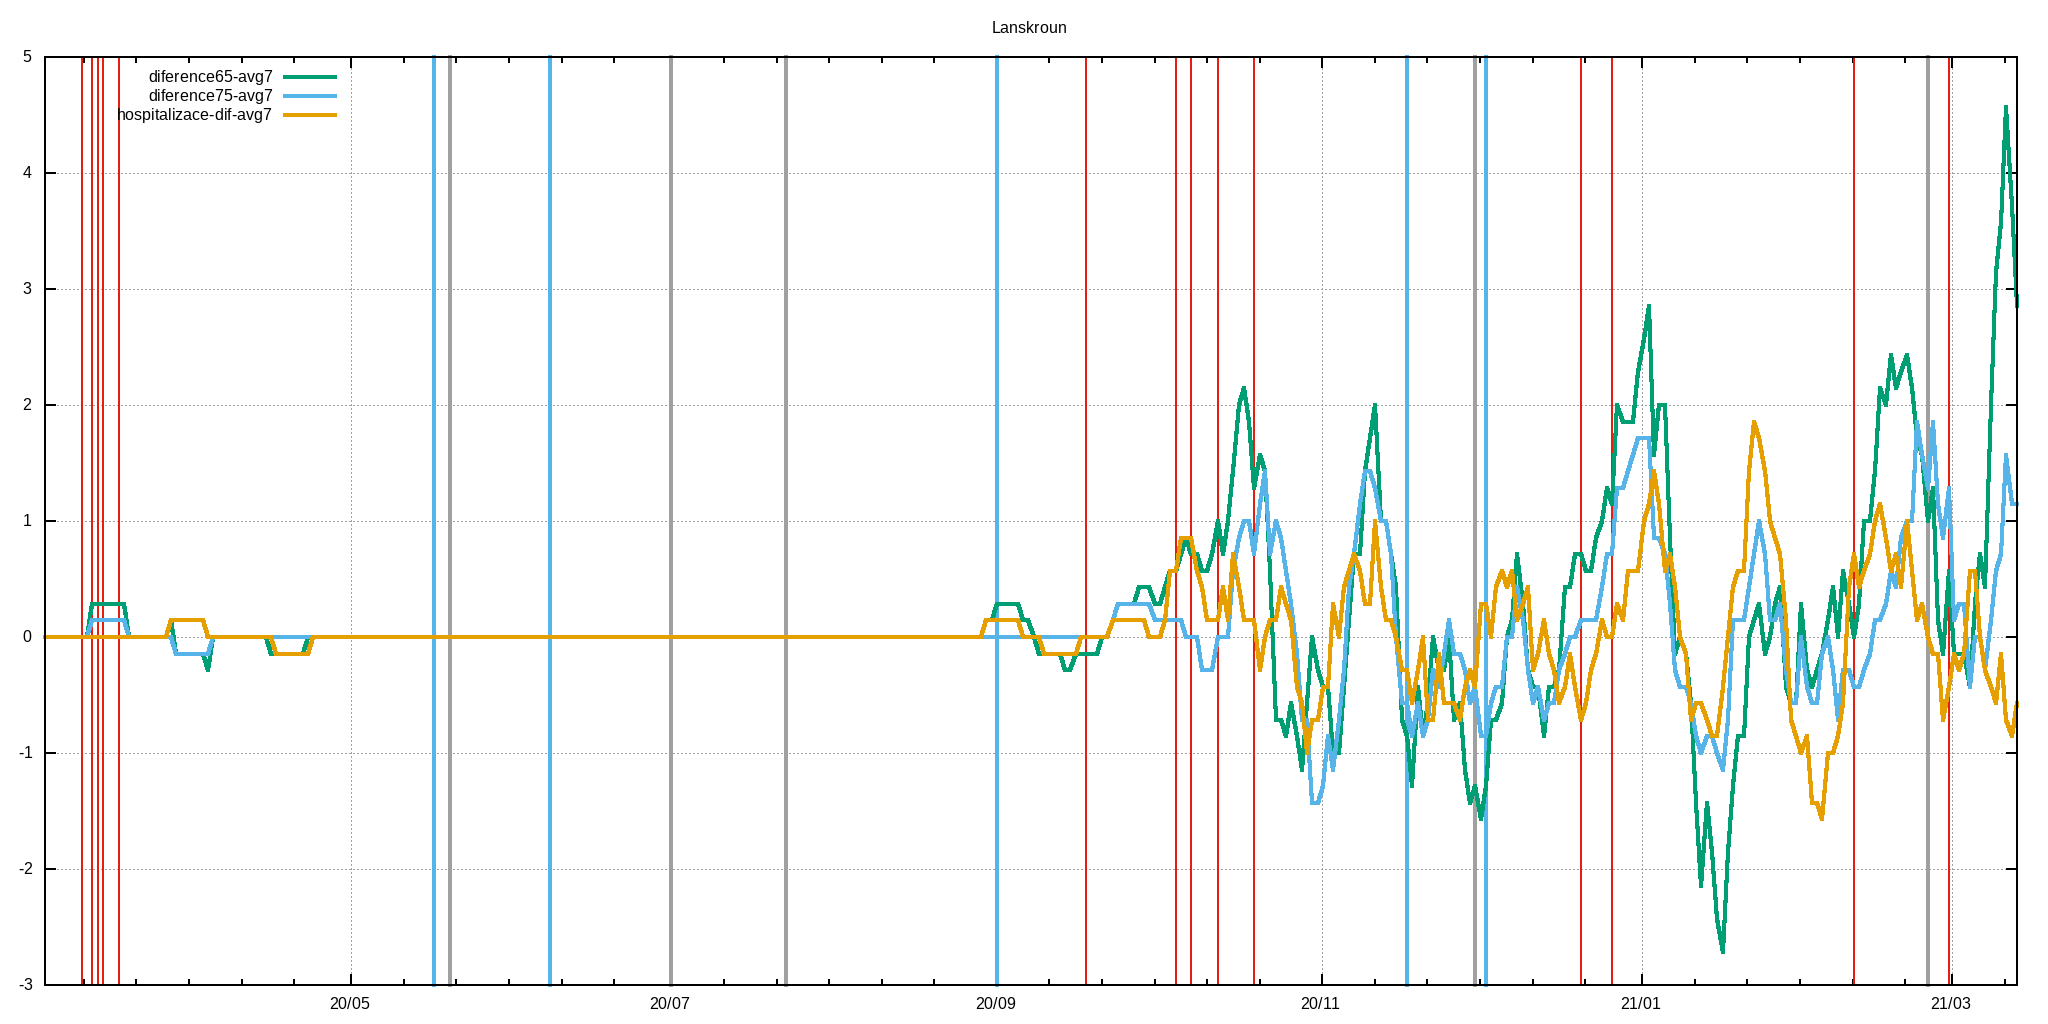 Lanskroun
5
diference65-avg7
diference75-avg7
hospitalizace-dif-avg7
4
3
2
1
0
-1
-2
-3
20/05 20/07 20/09 20/11 21/01 21/03